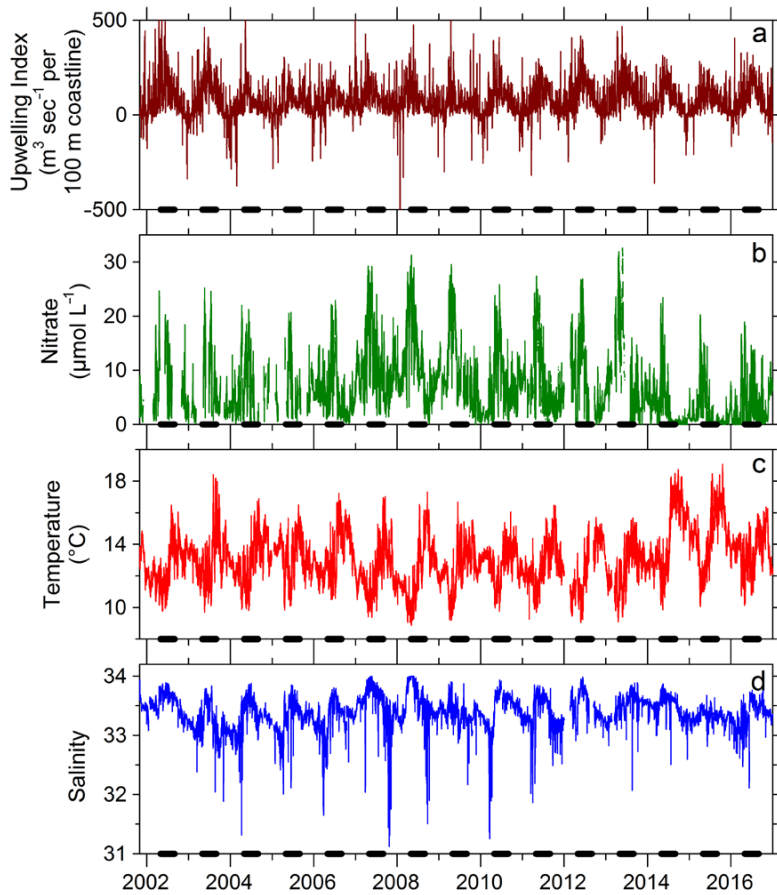 a
Upwelling Index
(m³ sec⁻¹ per
100 m coastline)
500
0
-500
b
Nitrate
(µmol L⁻¹)
30
20
10
0
c
Temperature
(°C)
18
14
10
d
Salinity
34
33
32
31
2002 2004 2006 2008 2010 2012 2014 2016